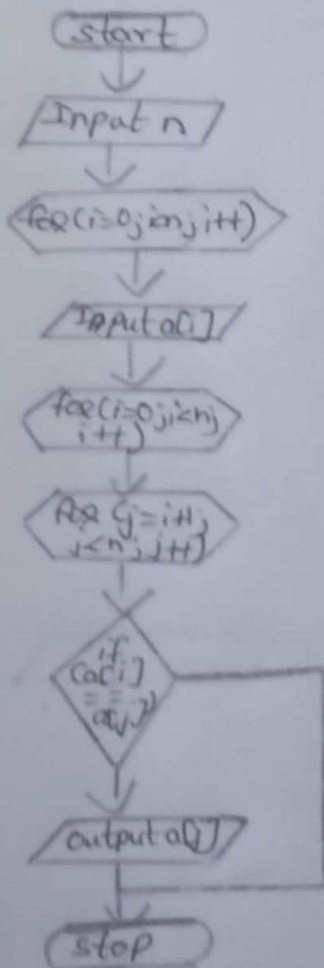 start
Input n
for(i=0;i<n;i++)
Input a[i]
for(i=0;i<n;
i++)
for (j=i+1;
j<n;j++)
if
(a[i]
==
a[j])
output a[j]
stop